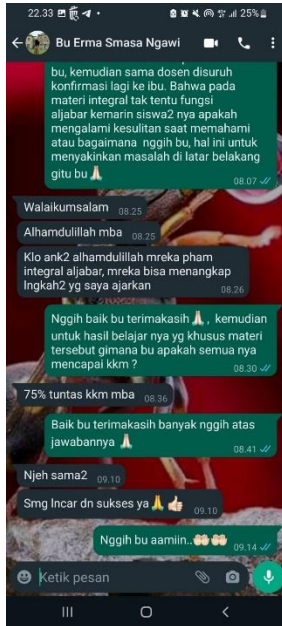 22.33
25%
Bu Erma Smasa Ngawi
bu, kemudian sama dosen disuruh
konfirmasi lagi ke ibu. Bahwa pada
materi integral tak tentu fungsi
aljabar kemarin siswa2 nya apakah
mengalami kesulitan saat memahami
atau bagaimana nggih bu, hal ini untuk
menyakinkan masalah di latar belakang
gitu bu🙏🏻
08.07
Walaikumsalam 08.25
Alhamdulillah mba 08.25
Klo ank2 alhamdulillah mreka pham
integral aljabar, mreka bisa menangkap
lngkah2 yg saya ajarkan
08.26
Nggih baik bu terimakasih🙏🏻, kemudian
untuk hasil belajar nya yg khusus materi
tersebut gimana bu apakah semua nya
mencapai kkm ?
08.30
75% tuntas kkm mba 08.36
Baik bu terimakasih banyak nggih atas
jawabannya 🙏🏻
08.41
Njeh sama2 09.10
Smg lncar dn sukses ya🙏👍🏻
09.10
Nggih bu aamiin..🤲🏻🤲🏻 09.14
Ketik pesan